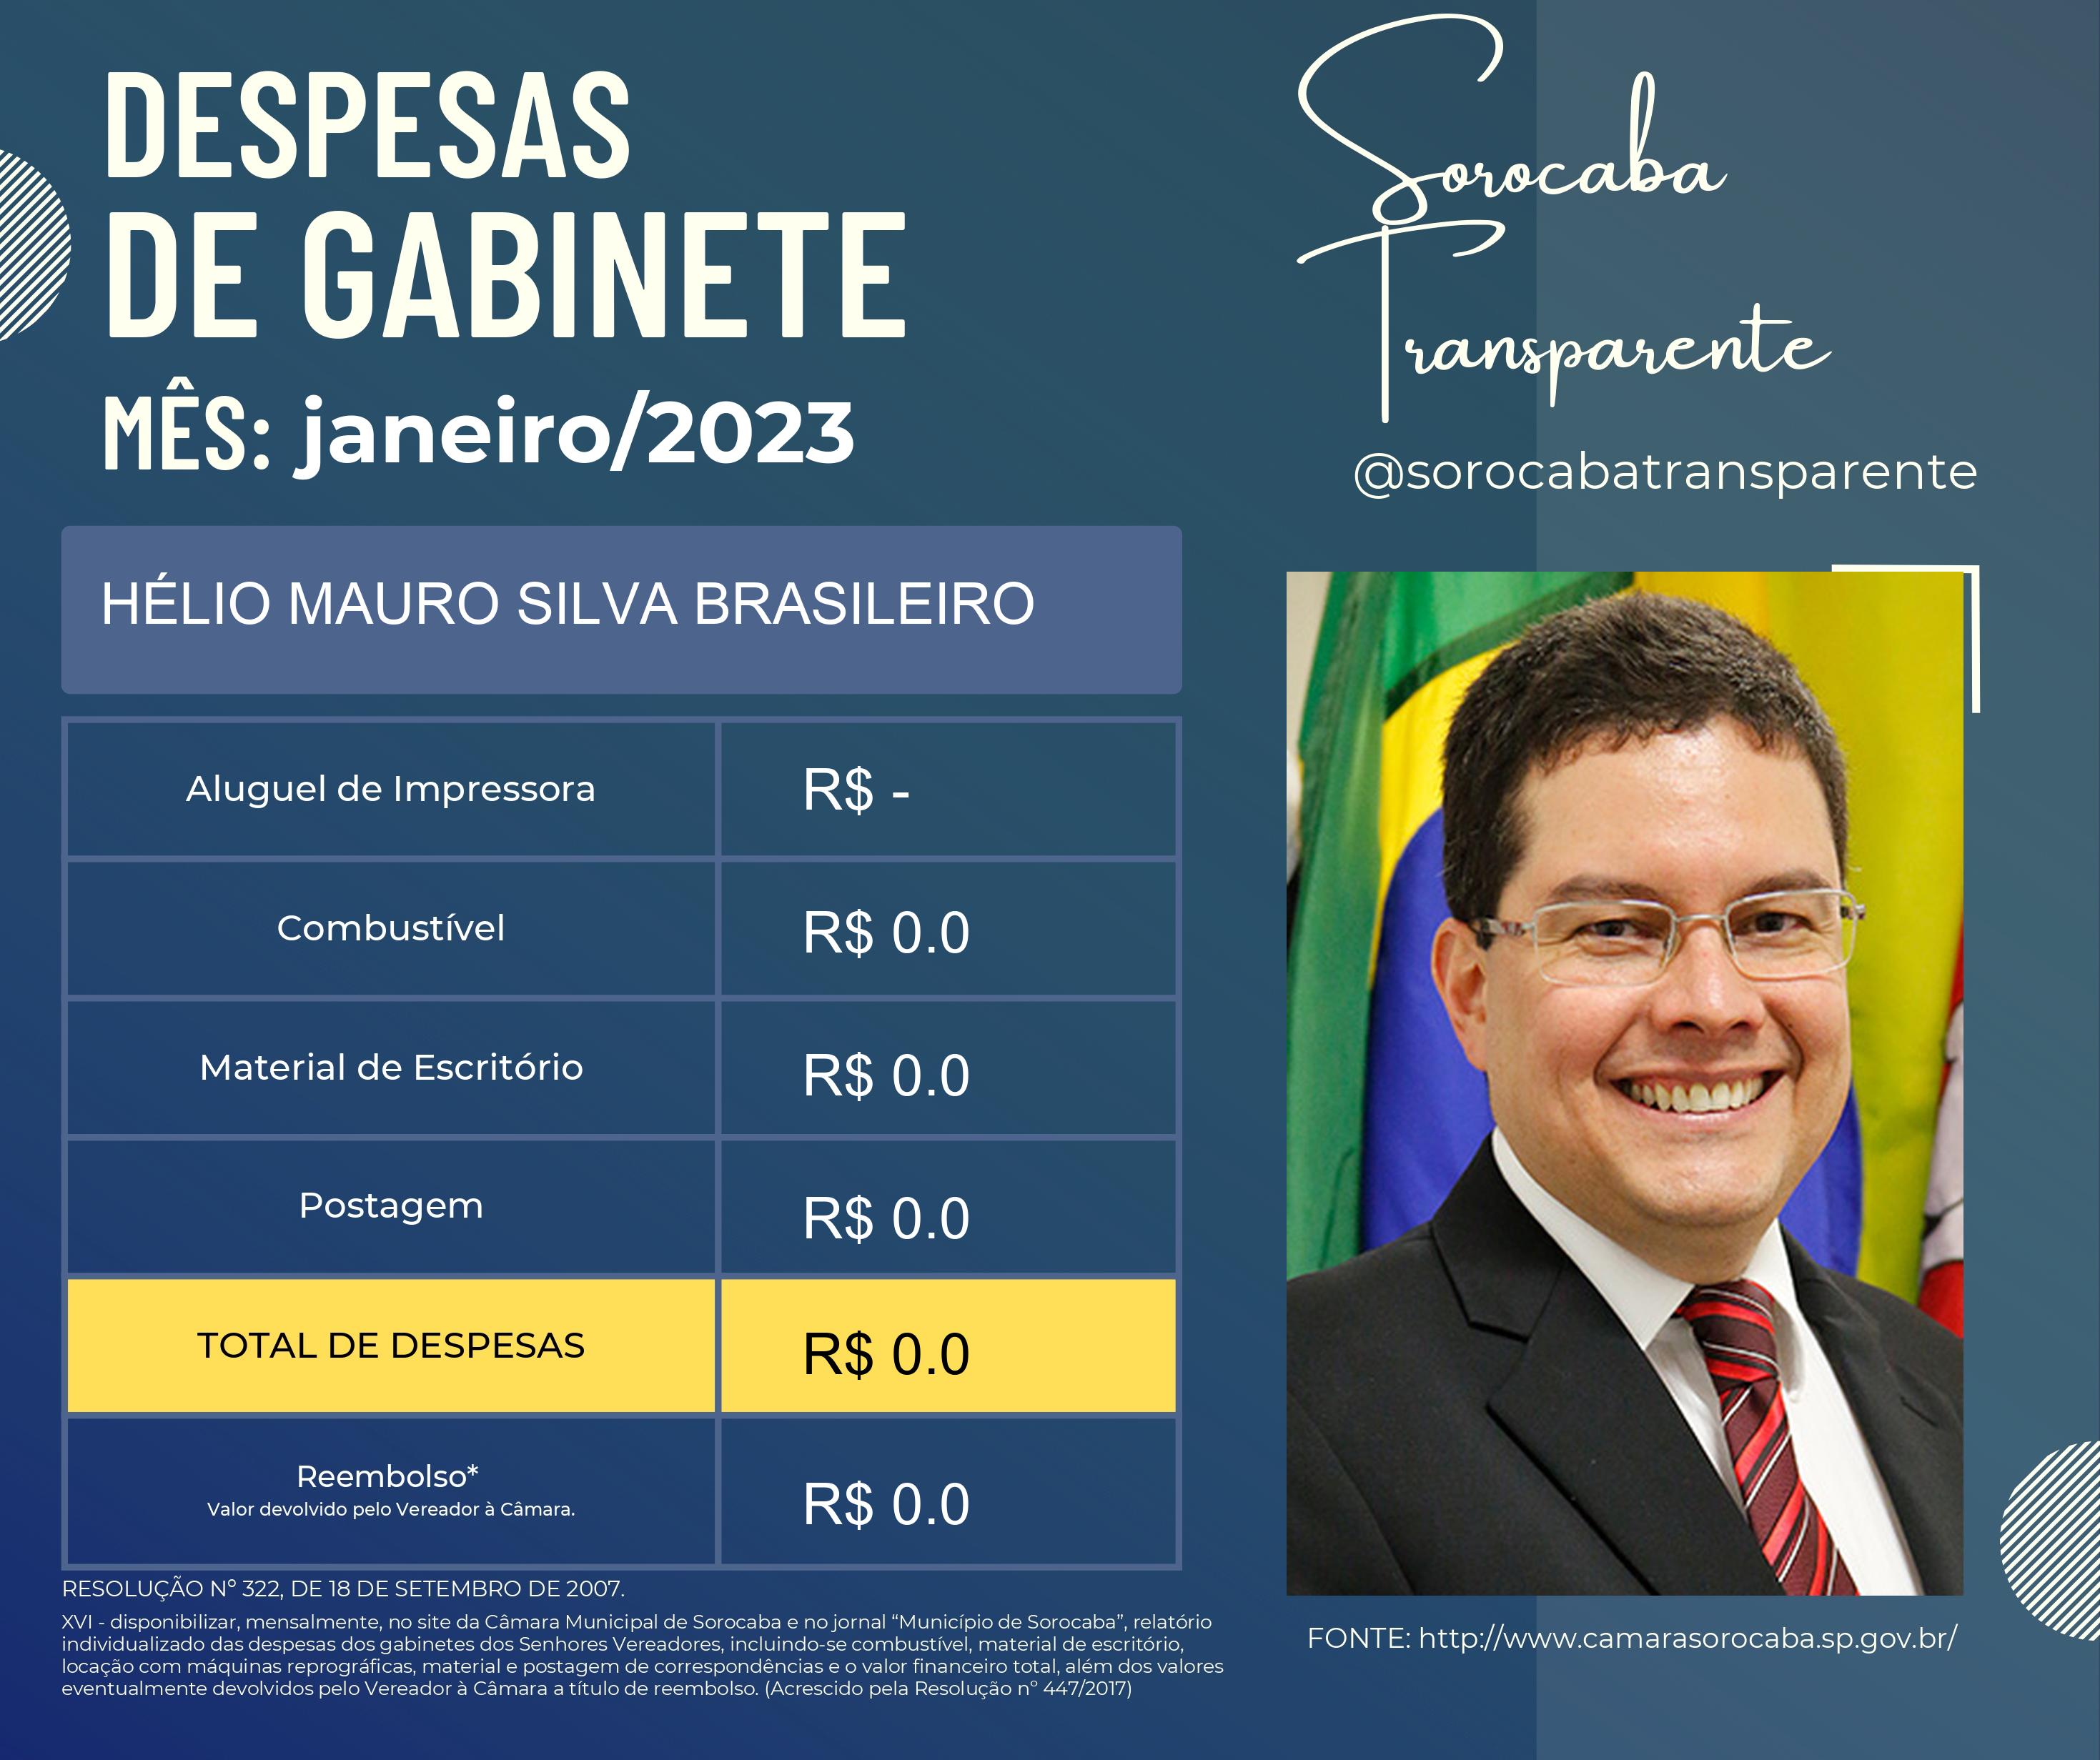 DESPESAS
DE GABINETE
MÊS: janeiro/2023
Sorocaba
Transparente
@sorocabatransparente
HÉLIO MAURO SILVA BRASILEIRO
Aluguel de Impressora R$ -
Combustível R$ 0.0
Material de Escritório R$ 0.0
Postagem R$ 0.0
TOTAL DE DESPESAS R$ 0.0
Reembolso* R$ 0.0
Valor devolvido pelo Vereador à Câmara.
RESOLUÇÃO Nº 322, DE 18 DE SETEMBRO DE 2007.
XVI - disponibilizar, mensalmente, no site da Câmara Municipal de Sorocaba e no jornal “Município de Sorocaba”, relatório
individualizado das despesas dos gabinetes dos Senhores Vereadores, incluindo-se combustível, material de escritório,
locação com máquinas reprográficas, material e postagem de correspondências e o valor financeiro total, além dos valores
eventualmente devolvidos pelo Vereador à Câmara a título de reembolso. (Acrescido pela Resolução nº 447/2017)
FONTE: http://www.camarasorocaba.sp.gov.br/